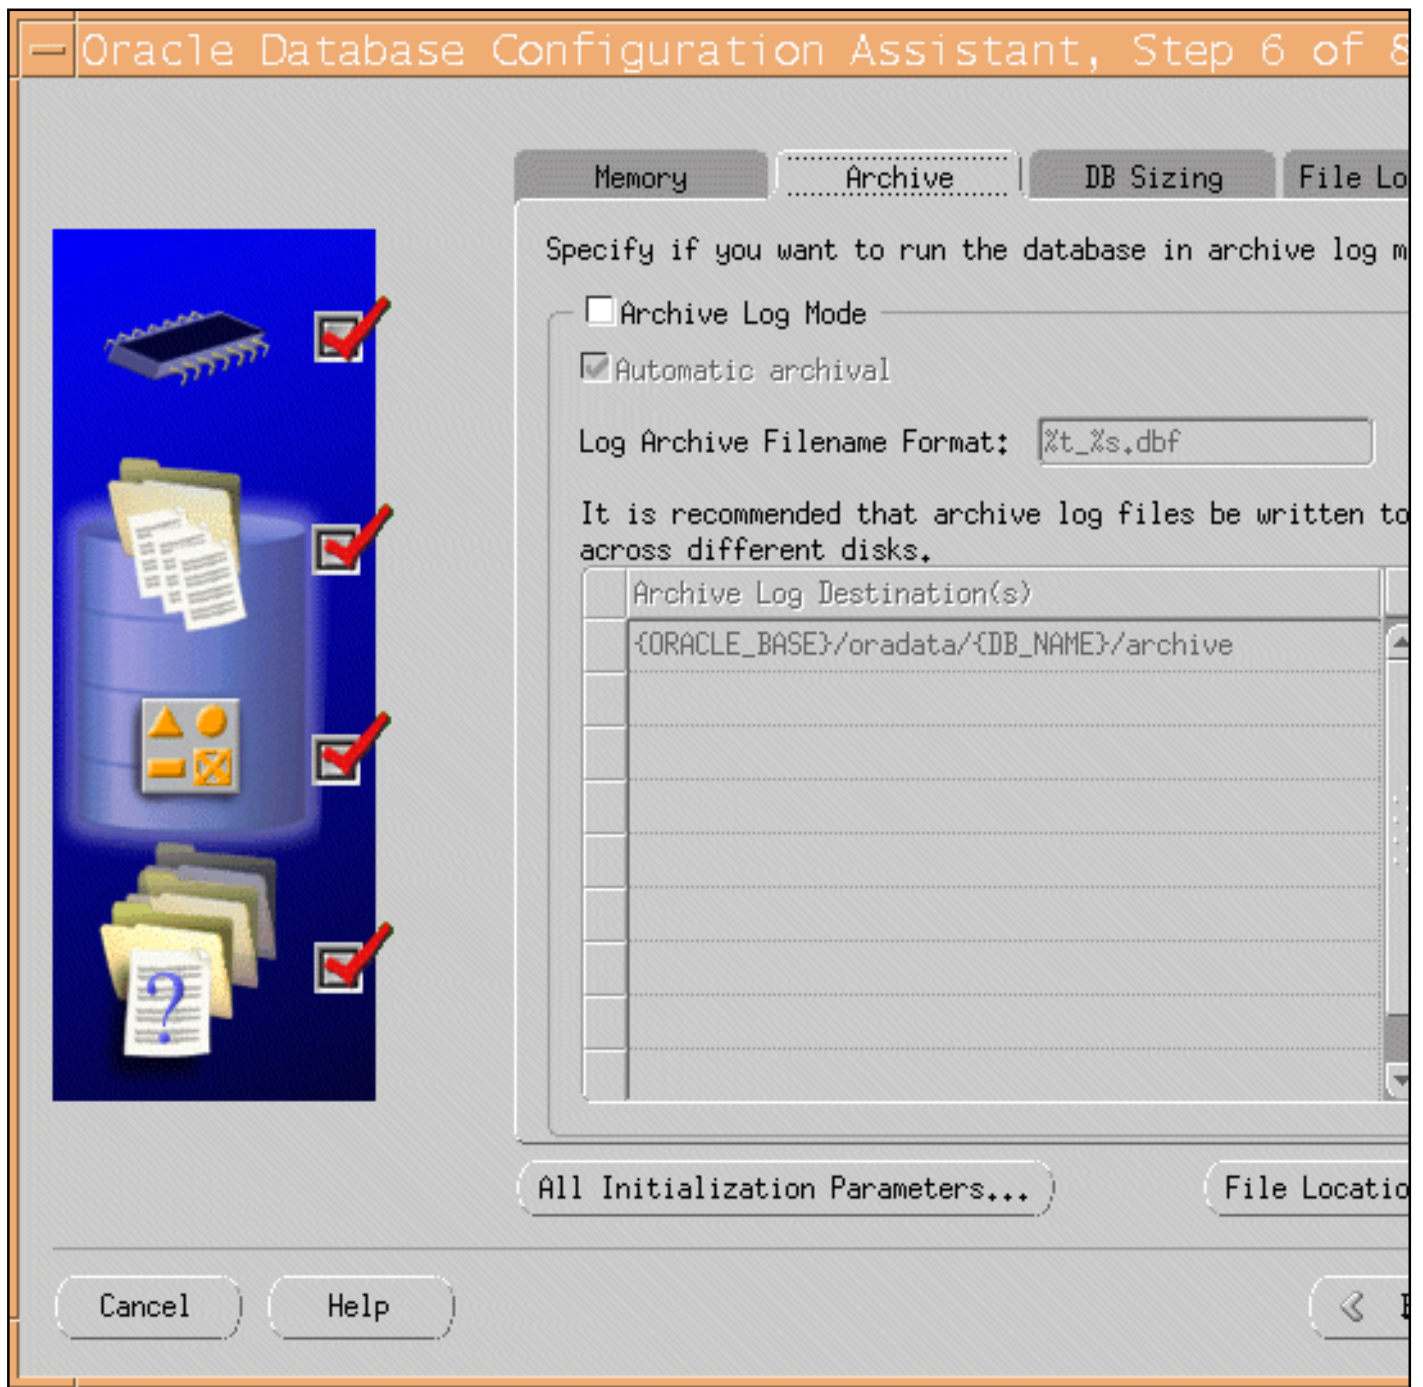 Oracle Database Configuration Assistant, Step 6 of 8
Memory
Archive
DB Sizing
File Lo
Specify if you want to run the database in archive log m
Archive Log Mode
Automatic archival
Log Archive Filename Format: %t_%s.dbf
It is recommended that archive log files be written to
across different disks.
Archive Log Destination(s)
{ORACLE_BASE}/oradata/{DB_NAME}/archive
?
All Initialization Parameters...
File Locatio
Cancel
Help